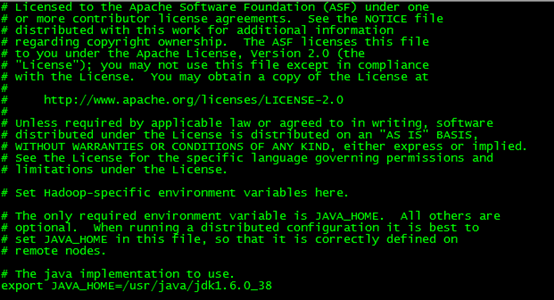 # Licensed to the Apache Software Foundation (ASF) under one
# or more contributor license agreements.  See the NOTICE file
# distributed with this work for additional information
# regarding copyright ownership.  The ASF licenses this file
# to you under the Apache License, Version 2.0 (the
# "License"); you may not use this file except in compliance
# with the License.  You may obtain a copy of the License at
#
#     http://www.apache.org/licenses/LICENSE-2.0
#
# Unless required by applicable law or agreed to in writing, software
# distributed under the License is distributed on an "AS IS" BASIS,
# WITHOUT WARRANTIES OR CONDITIONS OF ANY KIND, either express or implied.
# See the License for the specific language governing permissions and
# limitations under the License.

# Set Hadoop-specific environment variables here.

# The only required environment variable is JAVA_HOME.  All others are
# optional.  When running a distributed configuration it is best to
# set JAVA_HOME in this file, so that it is correctly defined on
# remote nodes.

# The java implementation to use.
export JAVA_HOME=/usr/java/jdk1.6.0_38